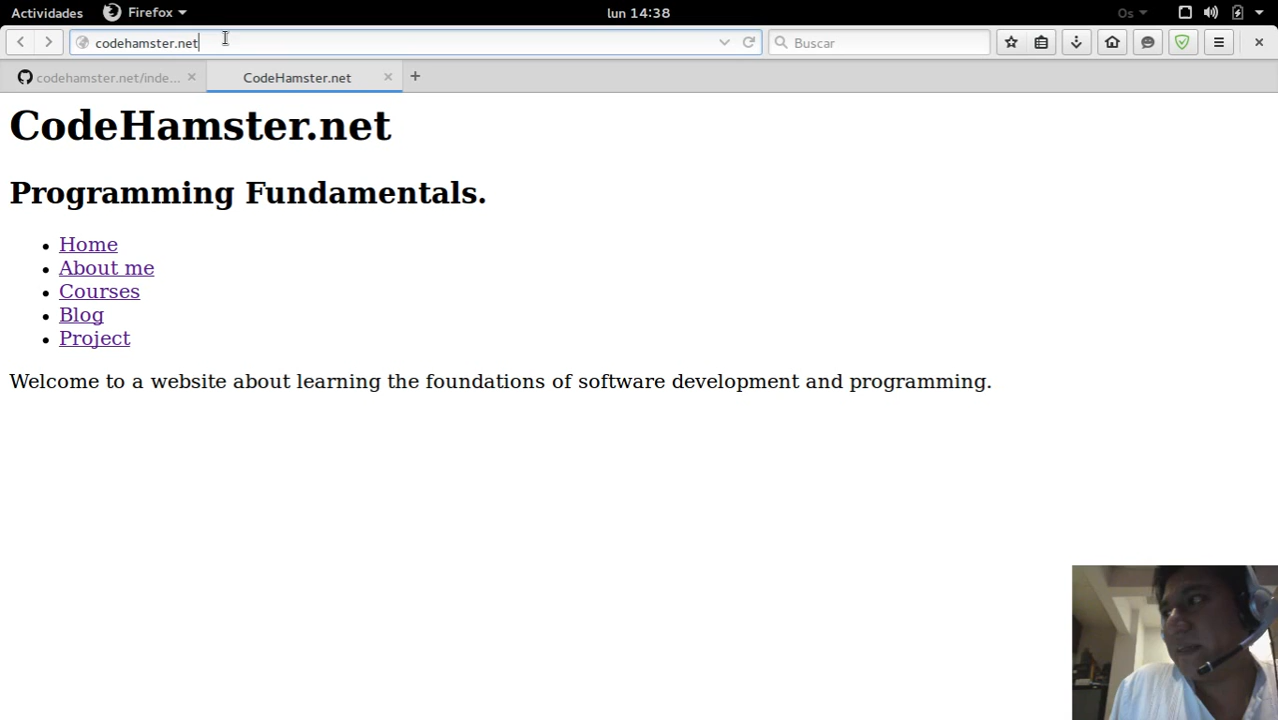 Actividades Firefox lun 14:38 Os
codehamster.net Buscar
codehamster.net/inde... CodeHamster.net
CodeHamster.net
Programming Fundamentals.
Home
About me
Courses
Blog
Project
Welcome to a website about learning the foundations of software development and programming.